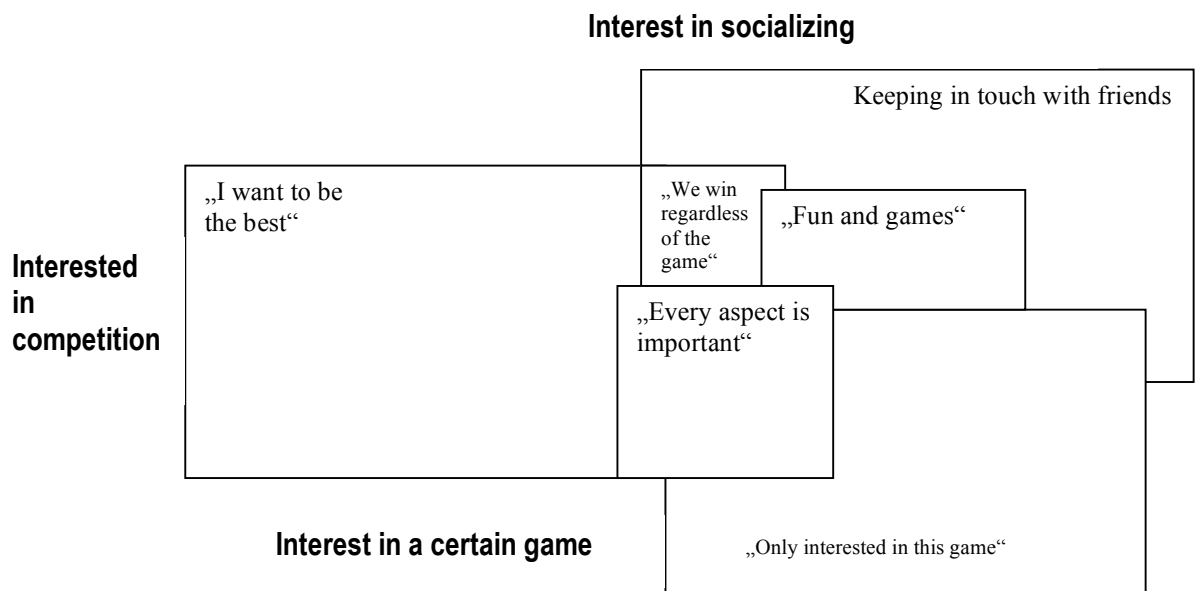 Interest in socializing
Keeping in touch with friends
„I want to be
the best“
„We win
regardless
of the
game“
„Fun and games“
Interested
in
competition
„Every aspect is
important“
Interest in a certain game
„Only interested in this game“